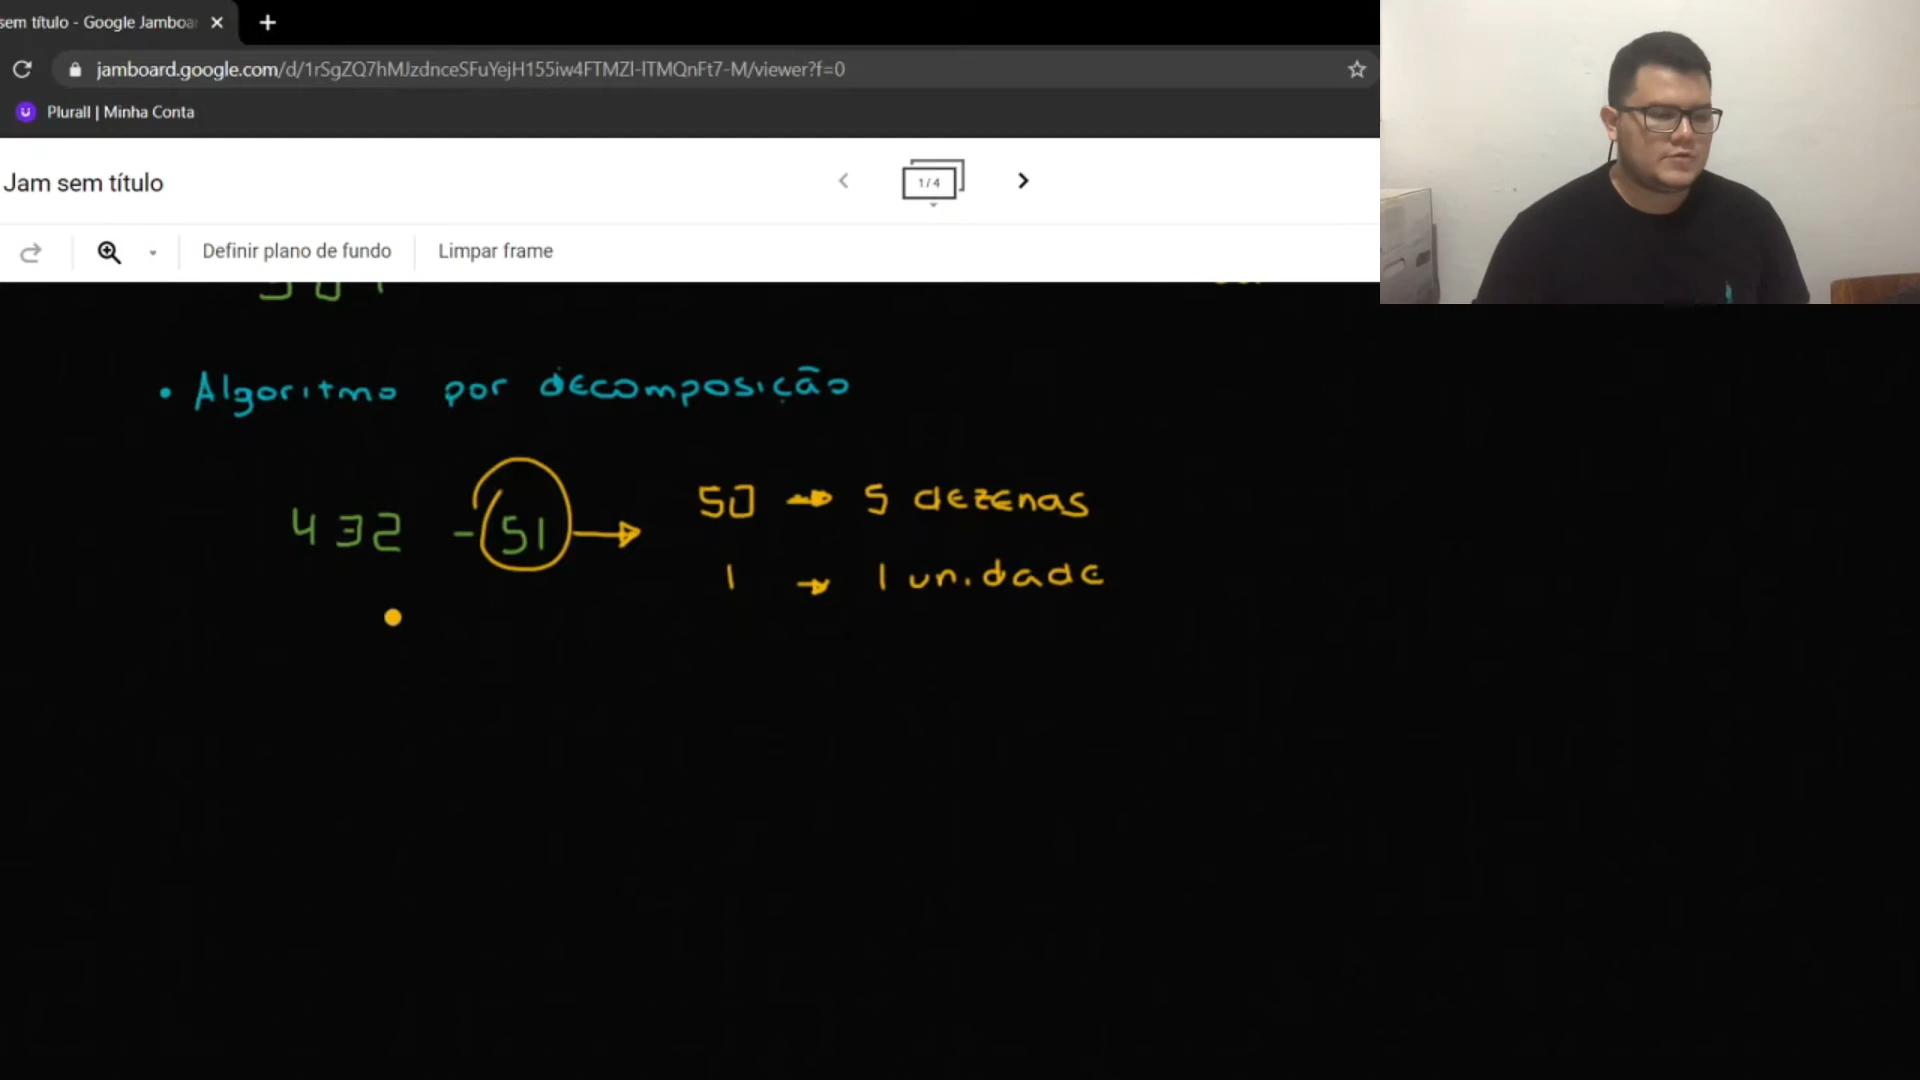 sem título - Google Jamboa
jamboard.google.com/d/1rSgZQ7hMJzdnceSFuYejH155iw4FTMZl-lTMQnFt7-M/viewer?f=0
Plurall | Minha Conta
Jam sem título
1/4
Definir plano de fundo
Limpar frame
• Algoritmo por decomposição
432 - 51 → 50 → 5 dezenas
1 → 1 unidade